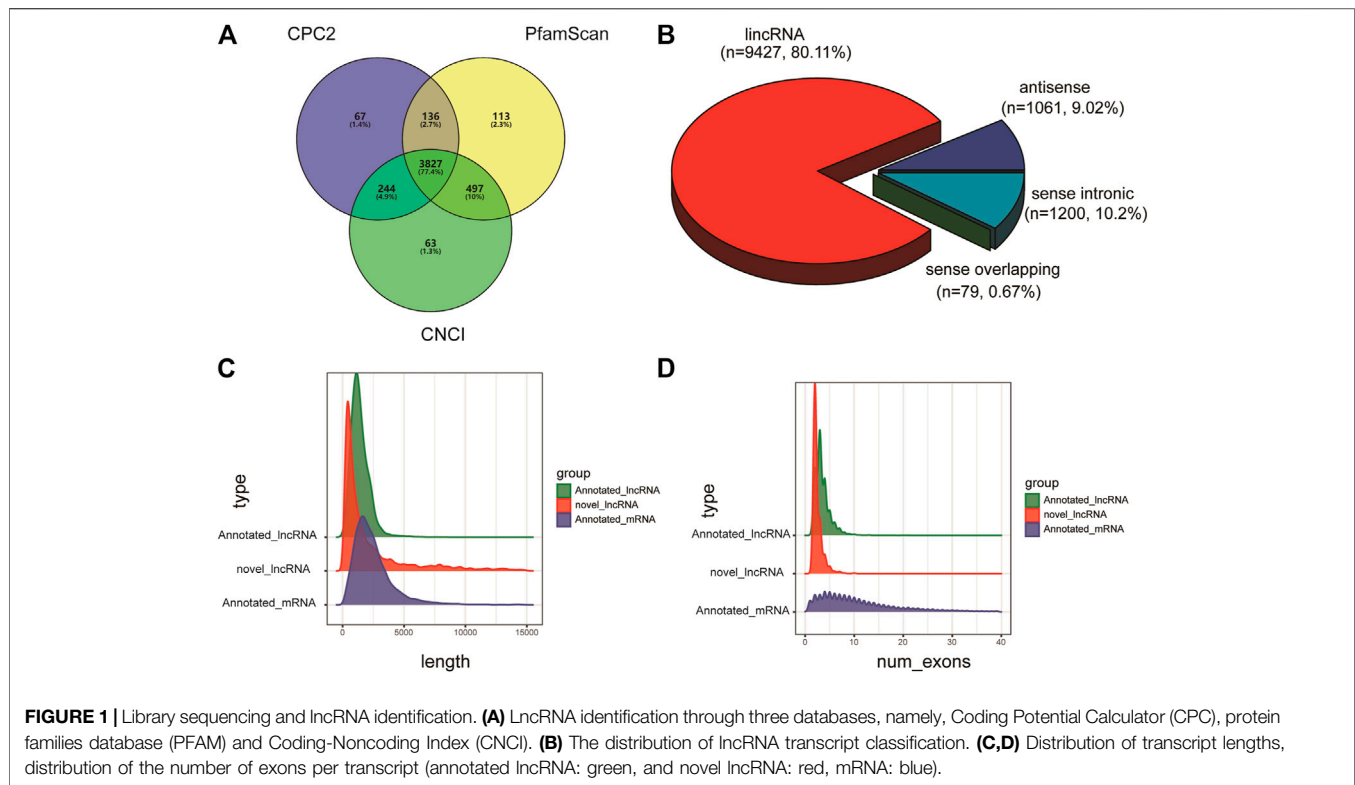 A
CPC2
PfamScan
67
(1.4%)
136
(2.7%)
113
(2.3%)
3827
(77.4%)
244
(4.9%)
497
(10%)
63
(1.3%)
CNCI
B
lincRNA
(n=9427, 80.11%)
antisense
(n=1061, 9.02%)
sense intronic
(n=1200, 10.2%)
sense overlapping
(n=79, 0.67%)
C
type
Annotated_lncRNA
novel_lncRNA
Annotated_mRNA
0
5000
10000
15000
length
group
Annotated_lncRNA
novel_lncRNA
Annotated_mRNA
D
type
Annotated_lncRNA
novel_lncRNA
Annotated_mRNA
0
10
20
30
40
num_exons
group
Annotated_lncRNA
novel_lncRNA
Annotated_mRNA
FIGURE 1 | Library sequencing and lncRNA identification. (A) LncRNA identification through three databases, namely, Coding Potential Calculator (CPC), protein
families database (PFAM) and Coding-Noncoding Index (CNCI). (B) The distribution of lncRNA transcript classification. (C,D) Distribution of transcript lengths,
distribution of the number of exons per transcript (annotated lncRNA: green, and novel lncRNA: red, mRNA: blue).